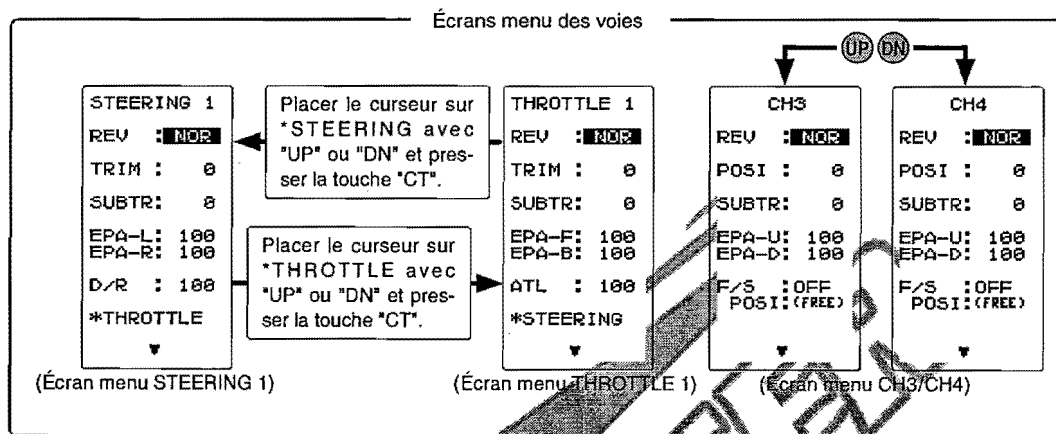 Écrans menu des voies
UP DN
STEERING 1
REV : NOR
TRIM : 0
SUBTR: 0
EPA-L: 100
EPA-R: 100
D/R : 100
*THROTTLE
▼
(Écran menu STEERING 1)
Placer le curseur sur
*STEERING avec
"UP" ou "DN" et pres-
ser la touche "CT".
Placer le curseur sur
*THROTTLE avec
"UP" ou "DN" et pres-
ser la touche "CT".
THROTTLE 1
REV : NOR
TRIM : 0
SUBTR: 0
EPA-F: 100
EPA-B: 100
ATL : 100
*STEERING
▼
(Écran menu THROTTLE 1)
CH3
REV : NOR
POSI : 0
SUBTR: 0
EPA-U: 100
EPA-D: 100
F/S :OFF
POSI:(FREE)
▼
CH4
REV : NOR
POSI : 0
SUBTR: 0
EPA-U: 100
EPA-D: 100
F/S :OFF
POSI:(FREE)
▼
(Écran menu CH3/CH4)